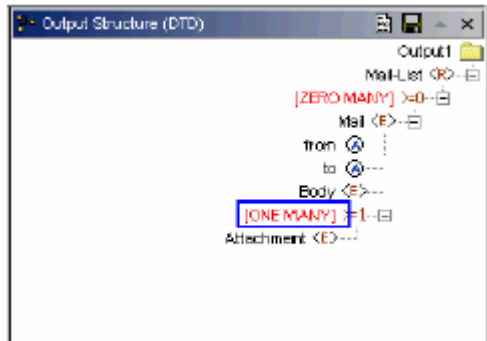 Output Structure (DTD)
Output1
Mail-List <R>
[ZERO MANY] >=0
Mail <E>
from A
to A
Body <E>
[ONE MANY] >=1
Attachment <E>